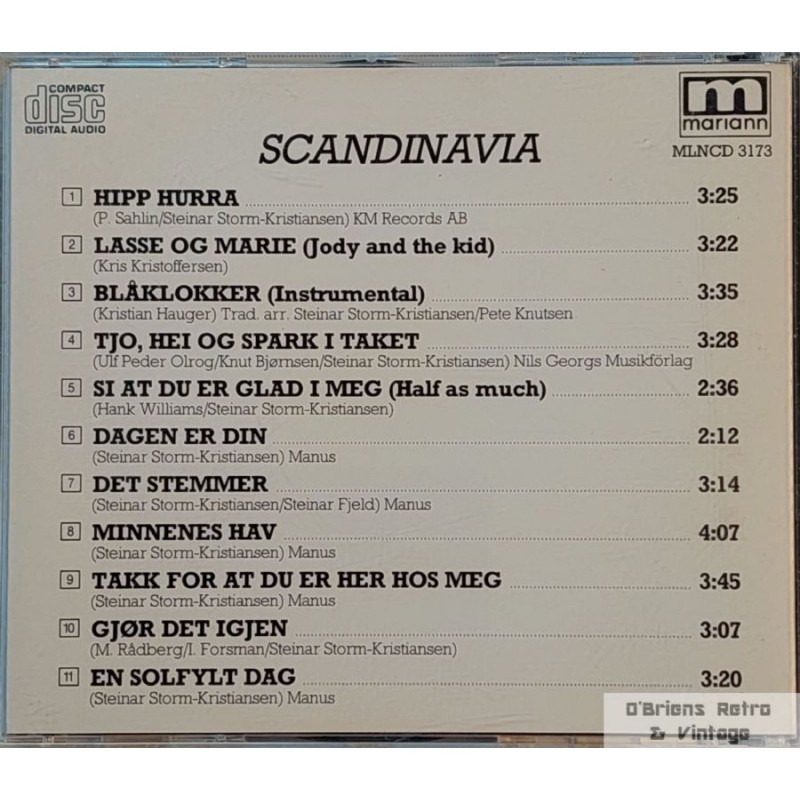 COMPACT
disc
DIGITAL AUDIO
m
mariann
SCANDINAVIA
MLNCD 3173
1 HIPP HURRA 3:25
(P. Sahlin/Steinar Storm-Kristiansen) KM Records AB
2 LASSE OG MARIE (Jody and the kid) 3:22
(Kris Kristoffersen)
3 BLÅKLOKKER (Instrumental) 3:35
(Kristian Hauger) Trad. arr. Steinar Storm-Kristiansen/Pete Knutsen
4 TJO, HEI OG SPARK I TAKET 3:28
(Ulf Peder Olrog/Knut Bjørnsen/Steinar Storm-Kristiansen) Nils Georgs Musikförlag
5 SI AT DU ER GLAD I MEG (Half as much) 2:36
(Hank Williams/Steinar Storm-Kristiansen)
6 DAGEN ER DIN 2:12
(Steinar Storm-Kristiansen) Manus
7 DET STEMMER 3:14
(Steinar Storm-Kristiansen/Steinar Fjeld) Manus
8 MINNENES HAV 4:07
(Steinar Storm-Kristiansen) Manus
9 TAKK FOR AT DU ER HER HOS MEG 3:45
(Steinar Storm-Kristiansen) Manus
10 GJØR DET IGJEN 3:07
(M. Rådberg/I. Forsman/Steinar Storm-Kristiansen)
11 EN SOLFYLT DAG 3:20
(Steinar Storm-Kristiansen) Manus
O'Briens Retro
& Vintage